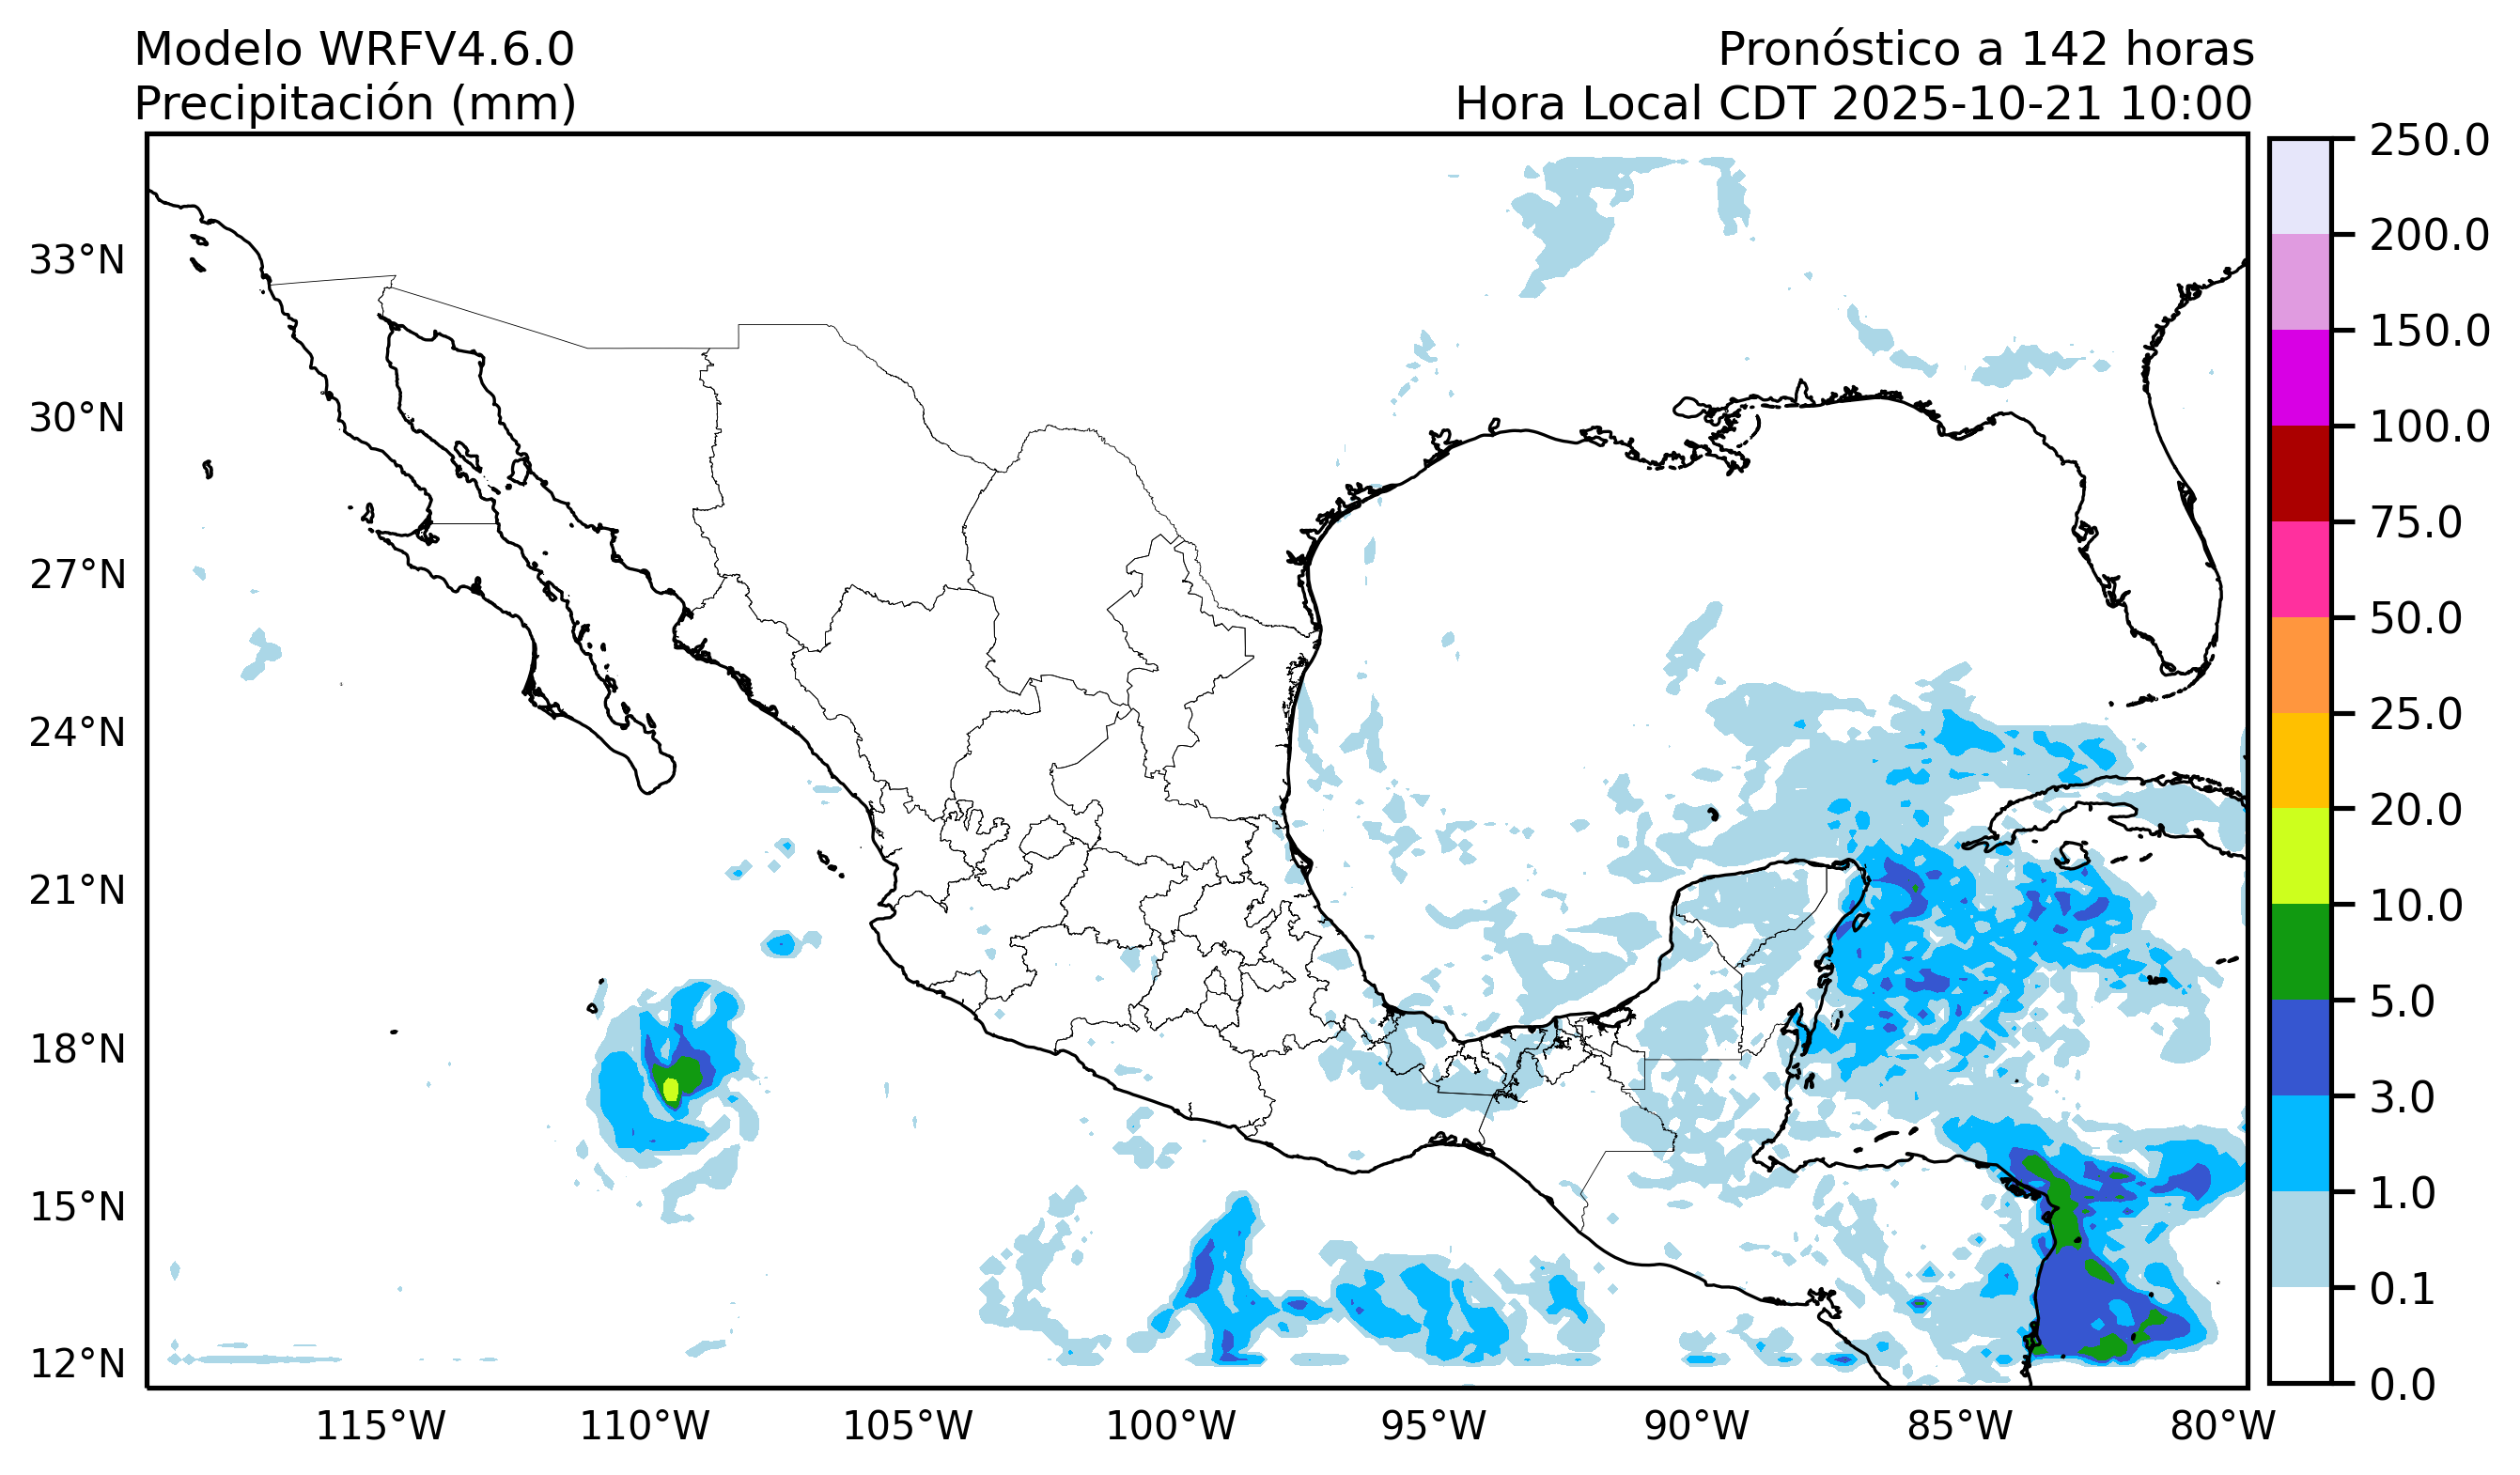 Modelo WRFV4.6.0
Precipitación (mm)
Pronóstico a 142 horas
Hora Local CDT 2025-10-21 10:00
33°N
30°N
27°N
24°N
21°N
18°N
15°N
12°N
115°W
110°W
105°W
100°W
95°W
90°W
85°W
80°W
250.0
200.0
150.0
100.0
75.0
50.0
25.0
20.0
10.0
5.0
3.0
1.0
0.1
0.0